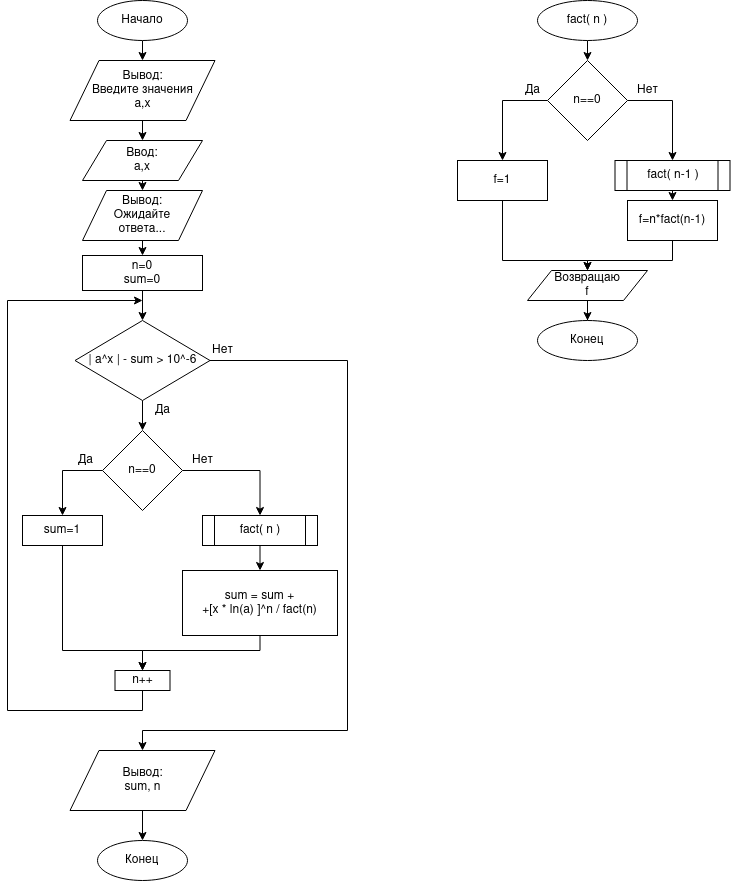 Начало
Вывод:
Введите значения
a,x
Ввод:
a,x
Вывод:
Ожидайте
ответа...
n=0
sum=0
| a^x | - sum > 10^-6
Нет
Да
n==0
Да
Нет
sum=1
fact( n )
sum = sum +
+[x * ln(a) ]^n / fact(n)
n++
Вывод:
sum, n
Конец
fact( n )
n==0
Да
Нет
f=1
fact( n-1 )
f=n*fact(n-1)
Возвращаю
f
Конец